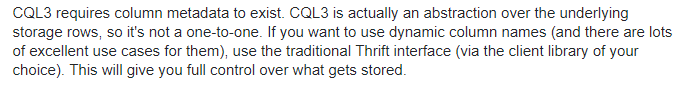 CQL3 requires column metadata to exist. CQL3 is actually an abstraction over the underlying
storage rows, so it's not a one-to-one. If you want to use dynamic column names (and there are lots
of excellent use cases for them), use the traditional Thrift interface (via the client library of your
choice). This will give you full control over what gets stored.